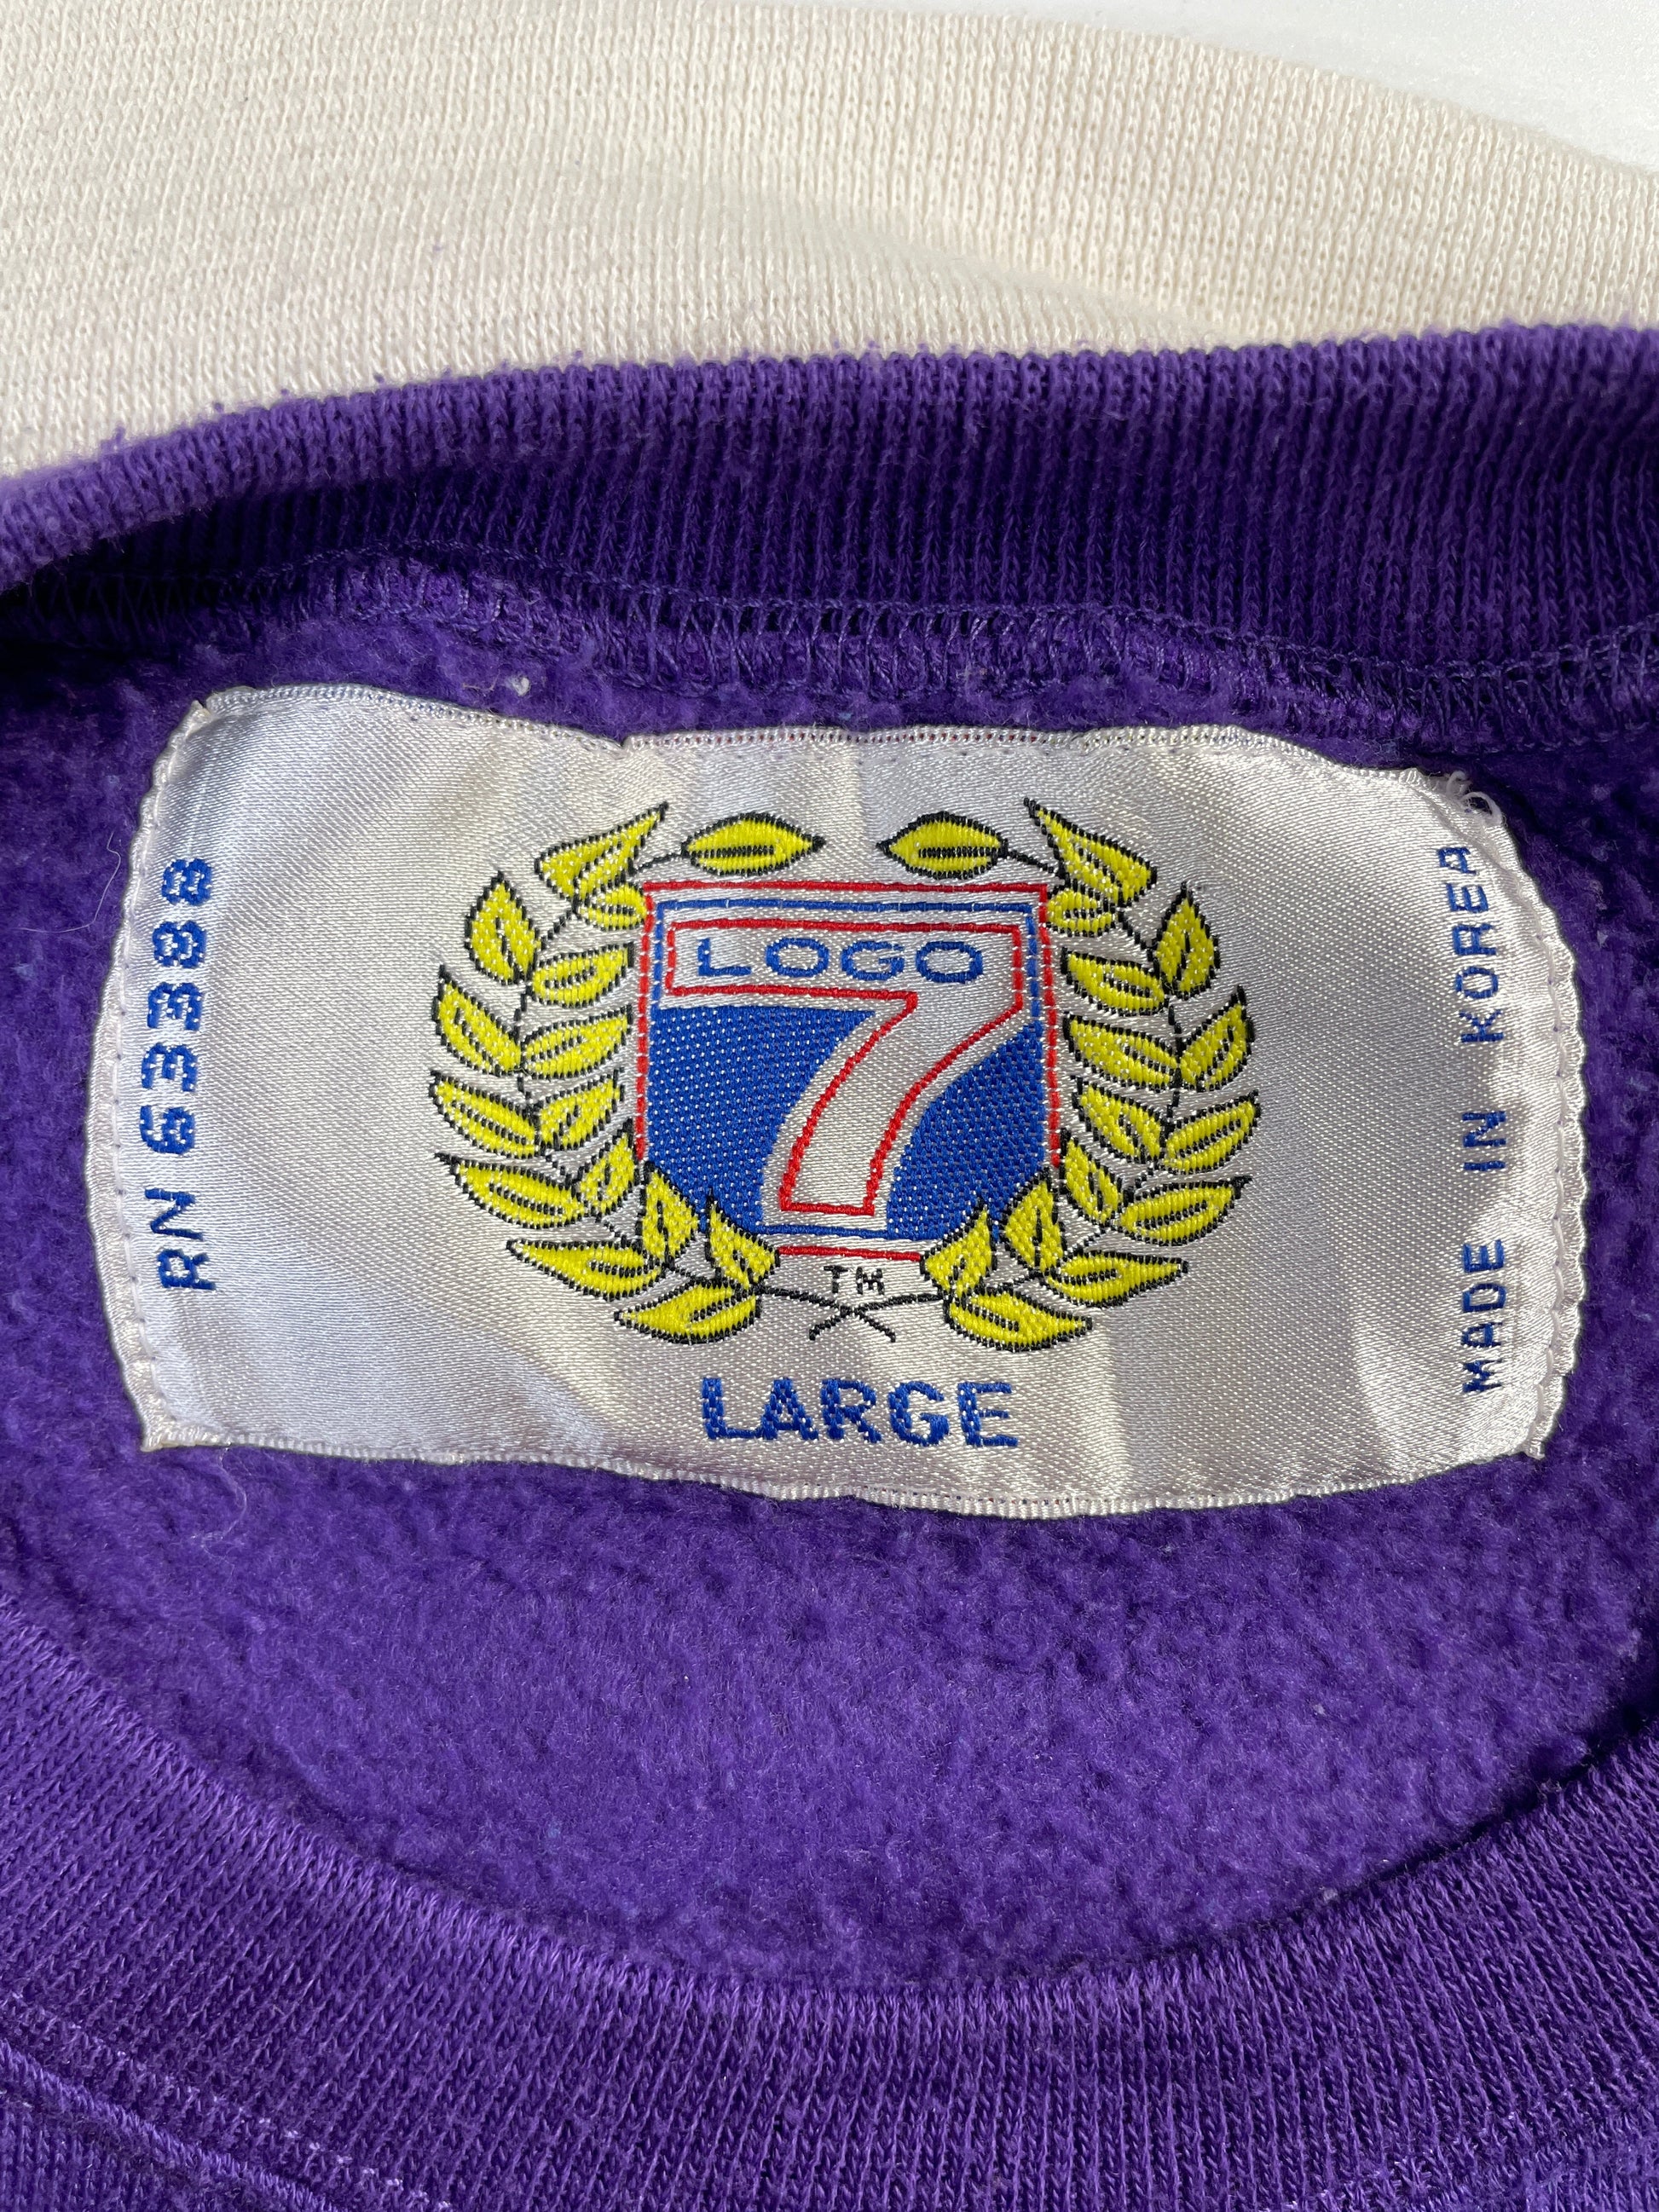 RN 63388
LOGO
7
TM
LARGE
MADE IN KOREA